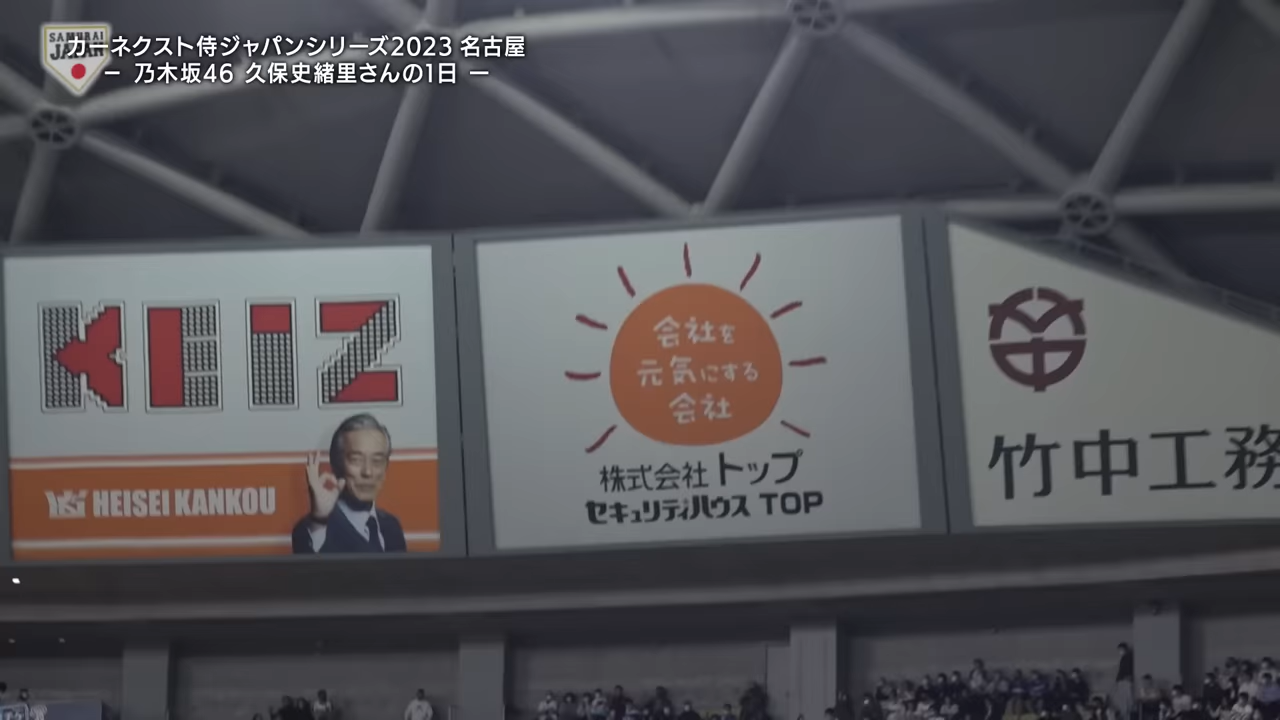 SAMURAI
JAPAN
カーネクスト侍ジャパンシリーズ2023 名古屋
− 乃木坂46 久保史緒里さんの1日 −
KEIZ
HEISEI KANKOU
会社を
元気にする
会社
株式会社トップ
セキュリティハウス TOP
竹中工務